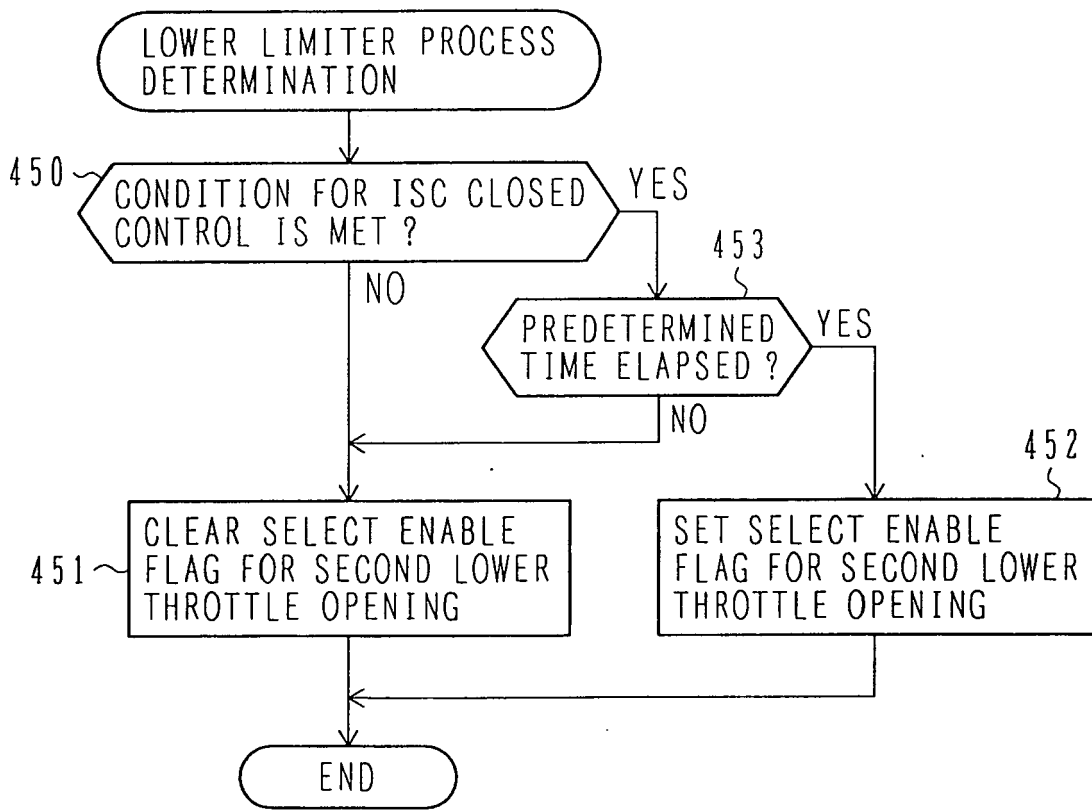 LOWER LIMITER PROCESS
DETERMINATION
450
CONDITION FOR ISC CLOSED
CONTROL IS MET ?
YES
NO
453
PREDETERMINED
TIME ELAPSED ?
YES
NO
451
CLEAR SELECT ENABLE
FLAG FOR SECOND LOWER
THROTTLE OPENING
452
SET SELECT ENABLE
FLAG FOR SECOND LOWER
THROTTLE OPENING
END